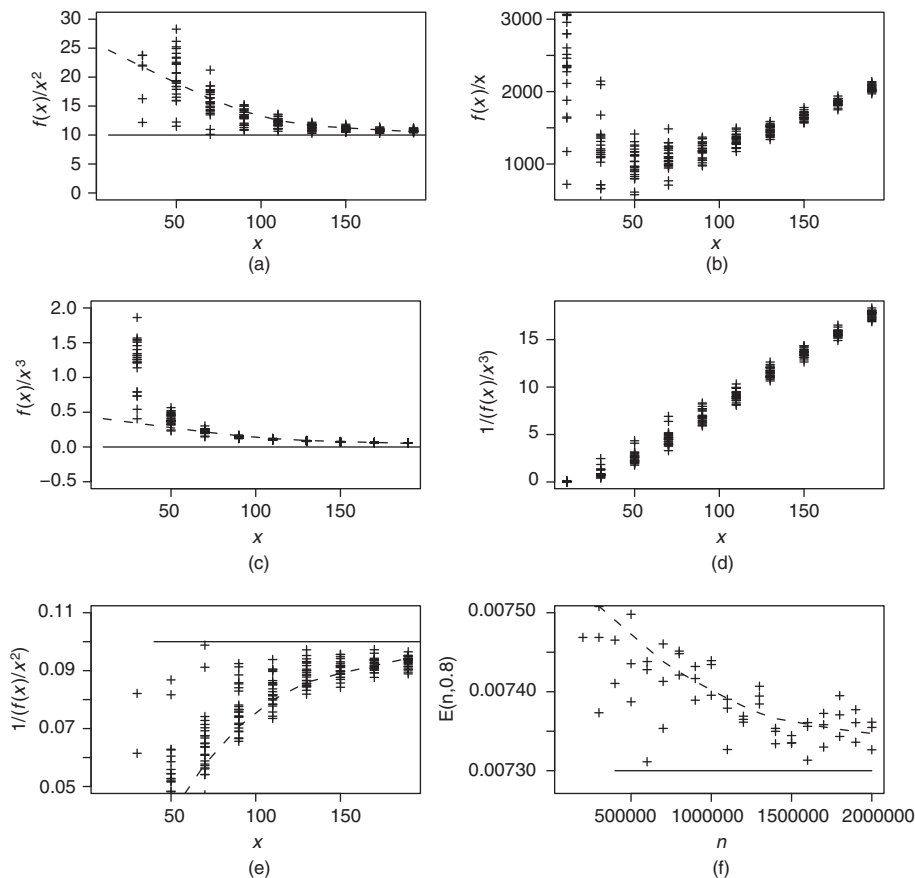 30
25
20
15
10
5
0
f(x)/x²
50
100
150
x
(a)
3000
2000
1000
f(x)/x
50
100
150
x
(b)
2.0
1.5
1.0
0.5
0.0
−0.5
f(x)/x³
50
100
150
x
(c)
15
10
5
0
1/(f(x)/x³)
50
100
150
x
(d)
0.11
0.09
0.07
0.05
1/(f(x)/x²)
50
100
150
x
(e)
0.00750
0.00740
0.00730
E(n,0.8)
500000
1000000
1500000
2000000
n
(f)